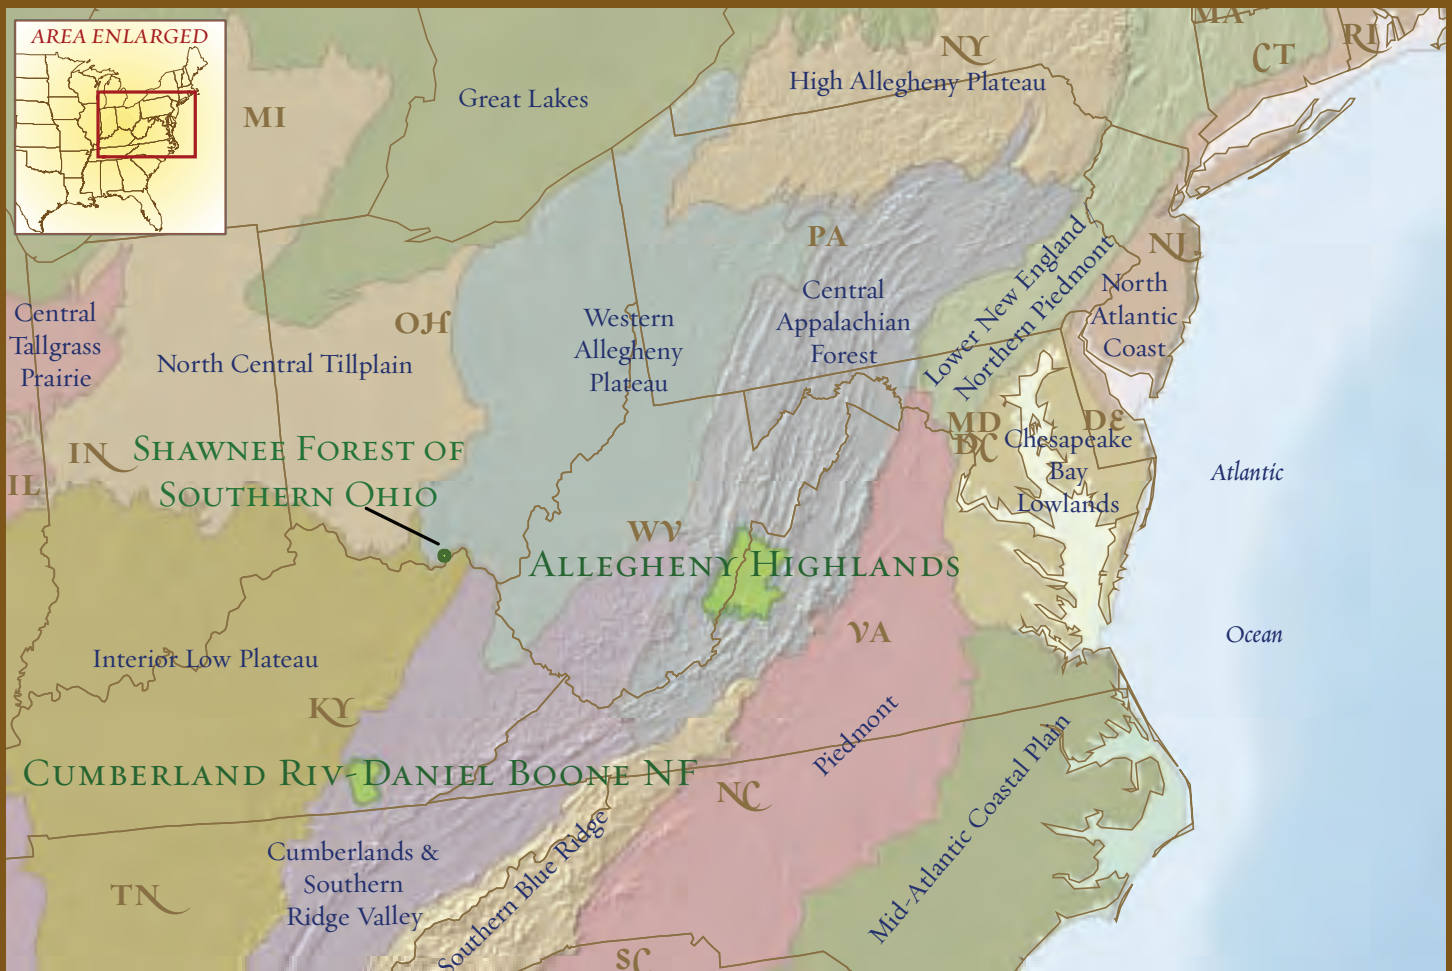 AREA ENLARGED
MA
RI
NY
CT
High Allegheny Plateau
Great Lakes
MI
PA
NJ
Central
Appalachian
Forest
Lower New England
Northern Piedmont
North
Atlantic
Coast
Central
Tallgrass
Prairie
OH
Western
Allegheny
Plateau
North Central Tillplain
MD
DE
DC
Chesapeake
Bay
Lowlands
IN
SHAWNEE FOREST OF
SOUTHERN OHIO
IL
Atlantic
WV
ALLEGHENY HIGHLANDS
VA
Ocean
Interior Low Plateau
KY
Piedmont
CUMBERLAND RIV-DANIEL BOONE NF
NC
Mid-Atlantic Coastal Plain
Cumberlands &
Southern
Ridge Valley
Southern Blue Ridge
TN
SC